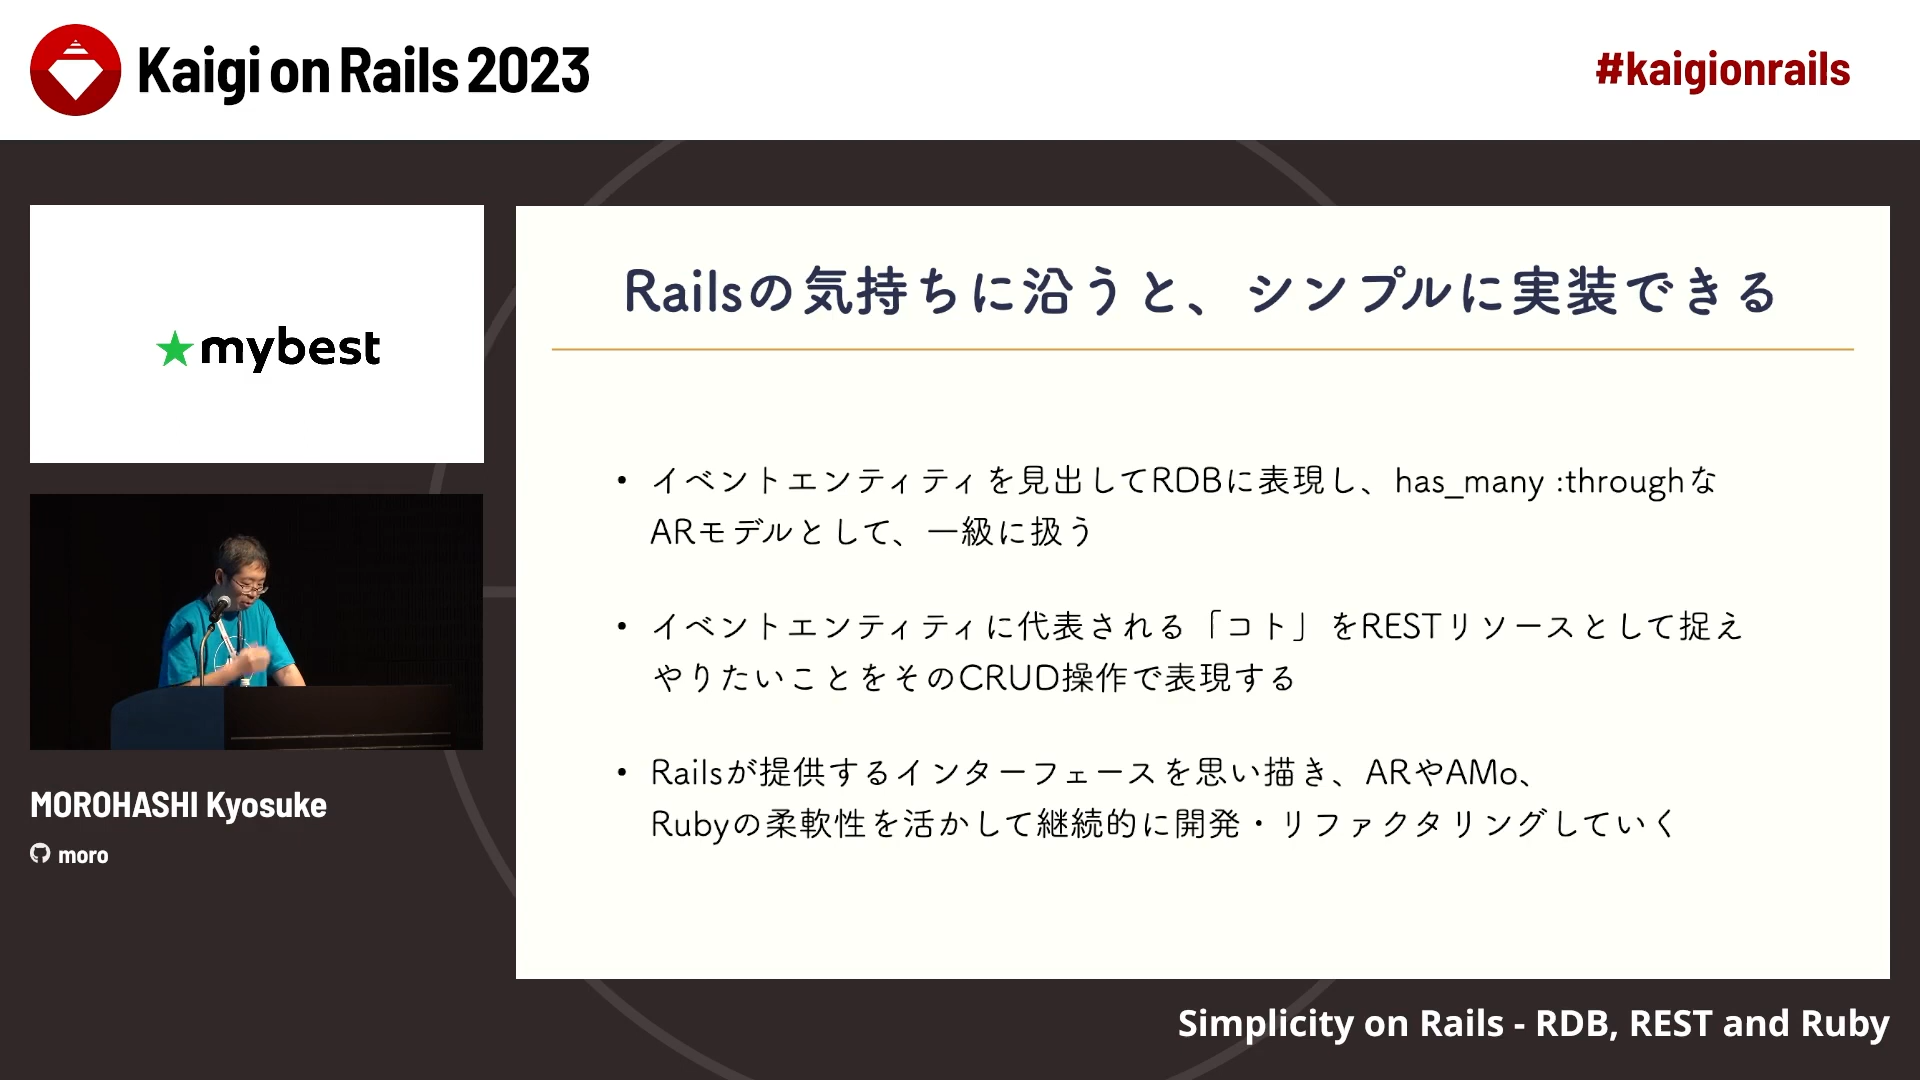 Kaigi on Rails 2023
#kaigionrails
mybest
Railsの気持ちに沿うと、シンプルに実装できる
• イベントエンティティを見出してRDBに表現し、has_many :throughな
ARモデルとして、一級に扱う
• イベントエンティティに代表される「コト」をRESTリソースとして捉え
やりたいことをそのCRUD操作で表現する
• Railsが提供するインターフェースを思い描き、ARやAMo、
Rubyの柔軟性を活かして継続的に開発・リファクタリングしていく
MOROHASHI Kyosuke
moro
Simplicity on Rails - RDB, REST and Ruby